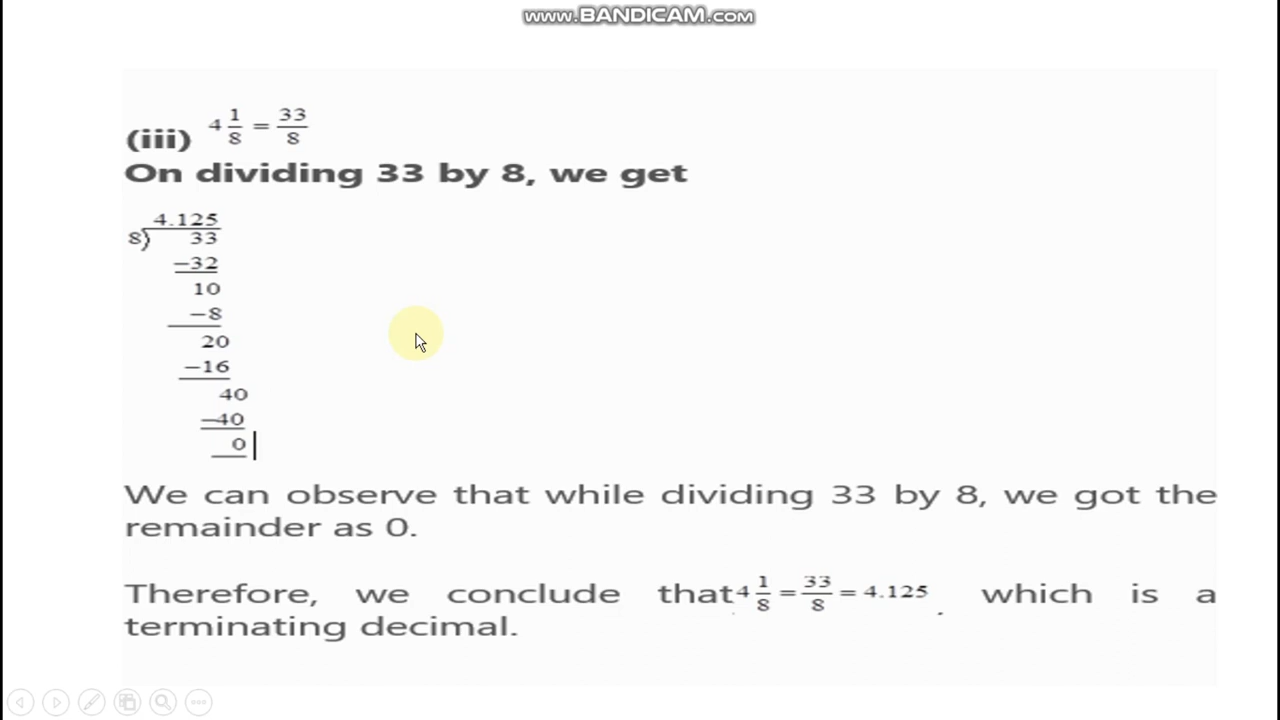 www.BANDICAM.com
(iii) 4 1/8 = 33/8
On dividing 33 by 8, we get
4.125
8) 33
−32
10
−8
20
−16
40
−40
0
We can observe that while dividing 33 by 8, we got the
remainder as 0.
Therefore, we conclude that 4 1/8 = 33/8 = 4.125 , which is a
terminating decimal.